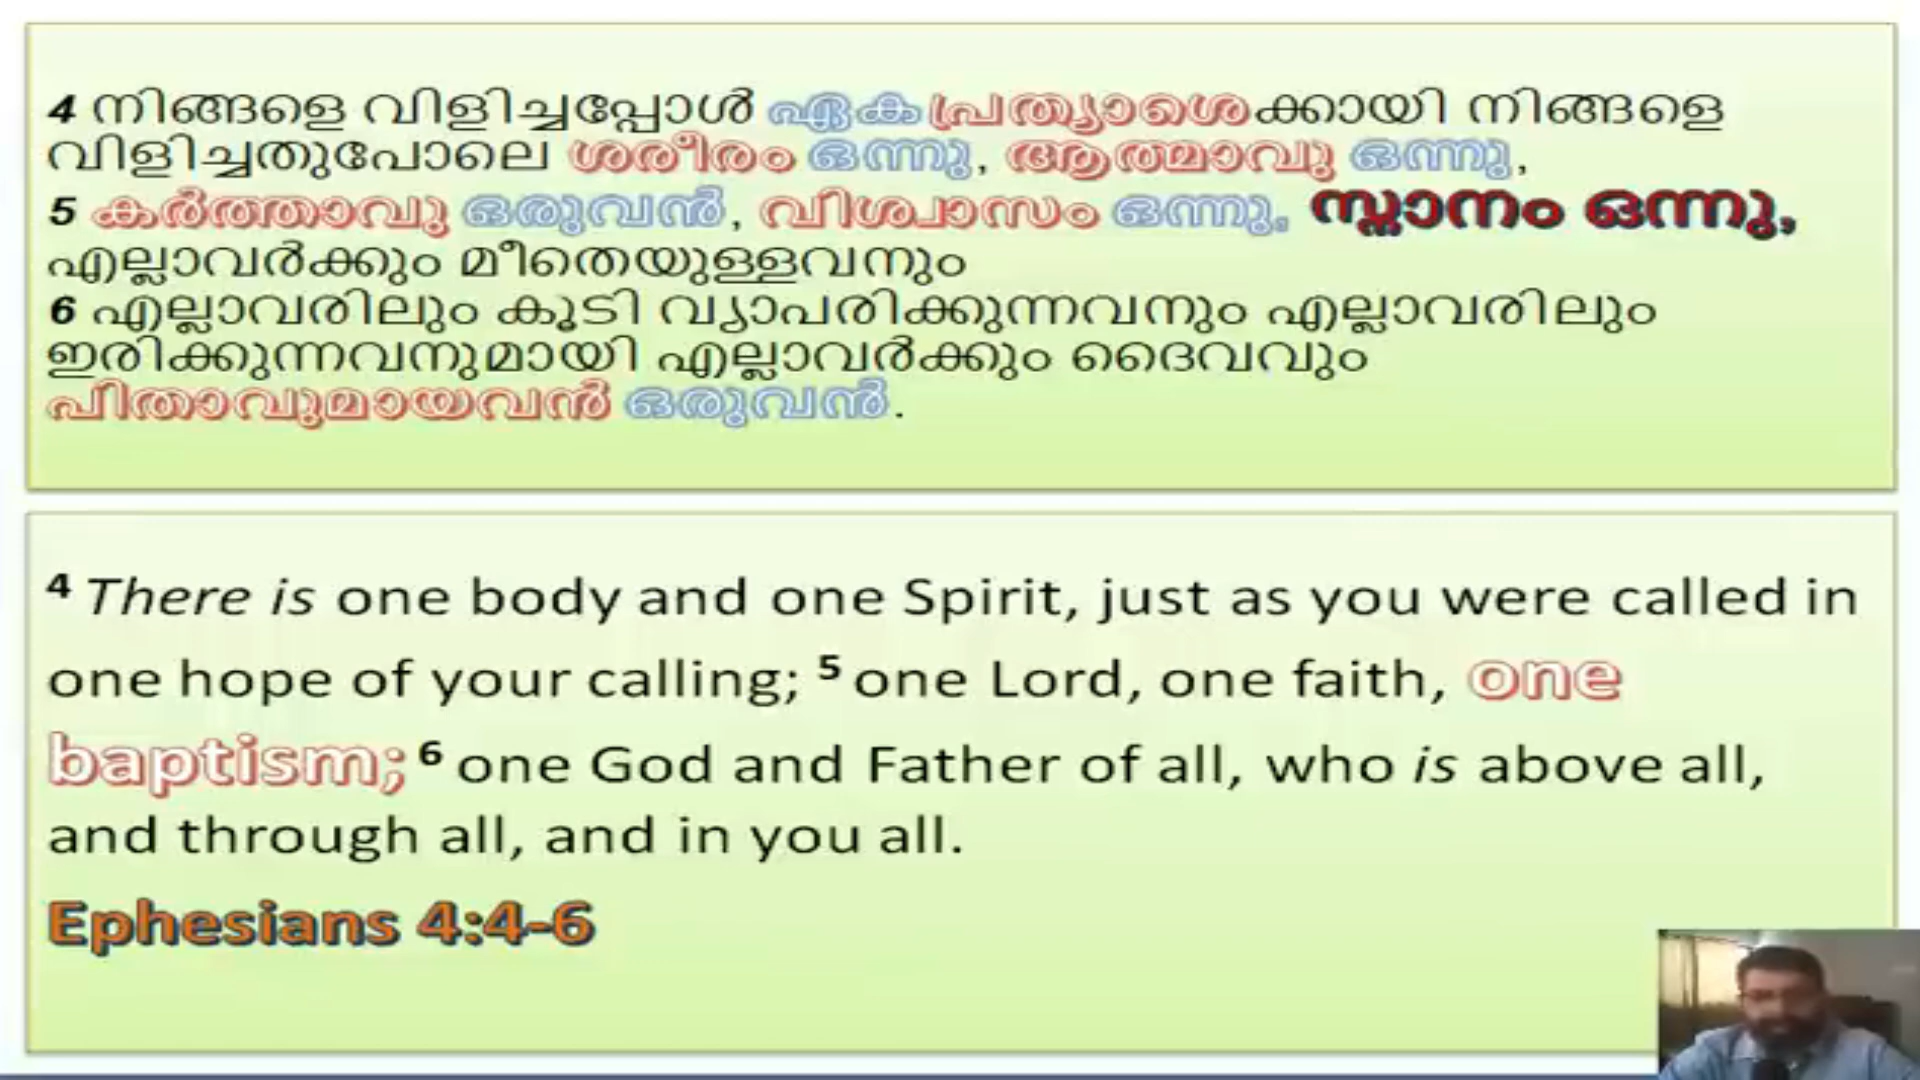 4 നിങ്ങളെ വിളിച്ചപ്പോൾ ഏക പ്രത്യാശെക്കായി നിങ്ങളെ
വിളിച്ചതുപോലെ ശരീരം ഒന്നു, ആത്മാവു ഒന്നു,
5 കർത്താവു ഒരുവൻ, വിശ്വാസം ഒന്നു, സ്നാനം ഒന്നു,
എല്ലാവർക്കും മീതെയുള്ളവനും
6 എല്ലാവരിലും കൂടി വ്യാപരിക്കുന്നവനും എല്ലാവരിലും
ഇരിക്കുന്നവനുമായി എല്ലാവർക്കും ദൈവവും
പിതാവുമായവൻ ഒരുവൻ.
4 There is one body and one Spirit, just as you were called in
one hope of your calling; 5 one Lord, one faith, one
baptism; 6 one God and Father of all, who is above all,
and through all, and in you all.
Ephesians 4:4-6